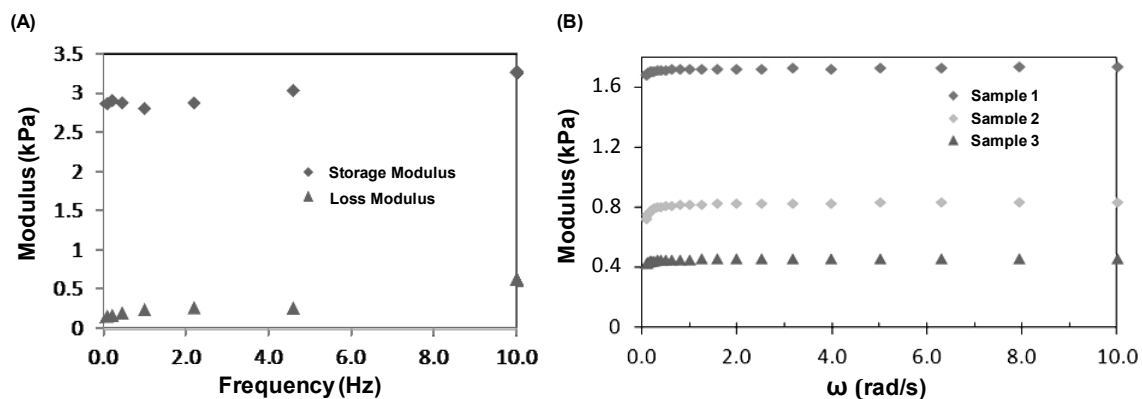 (A)
3.5
3
2.5
2
1.5
1
0.5
0
Modulus (kPa)
Storage Modulus
Loss Modulus
0.0
2.0
4.0
6.0
8.0
10.0
Frequency (Hz)
(B)
1.6
1.2
0.8
0.4
0
Modulus (kPa)
Sample 1
Sample 2
Sample 3
0.0
2.0
4.0
6.0
8.0
10.0
ω (rad/s)